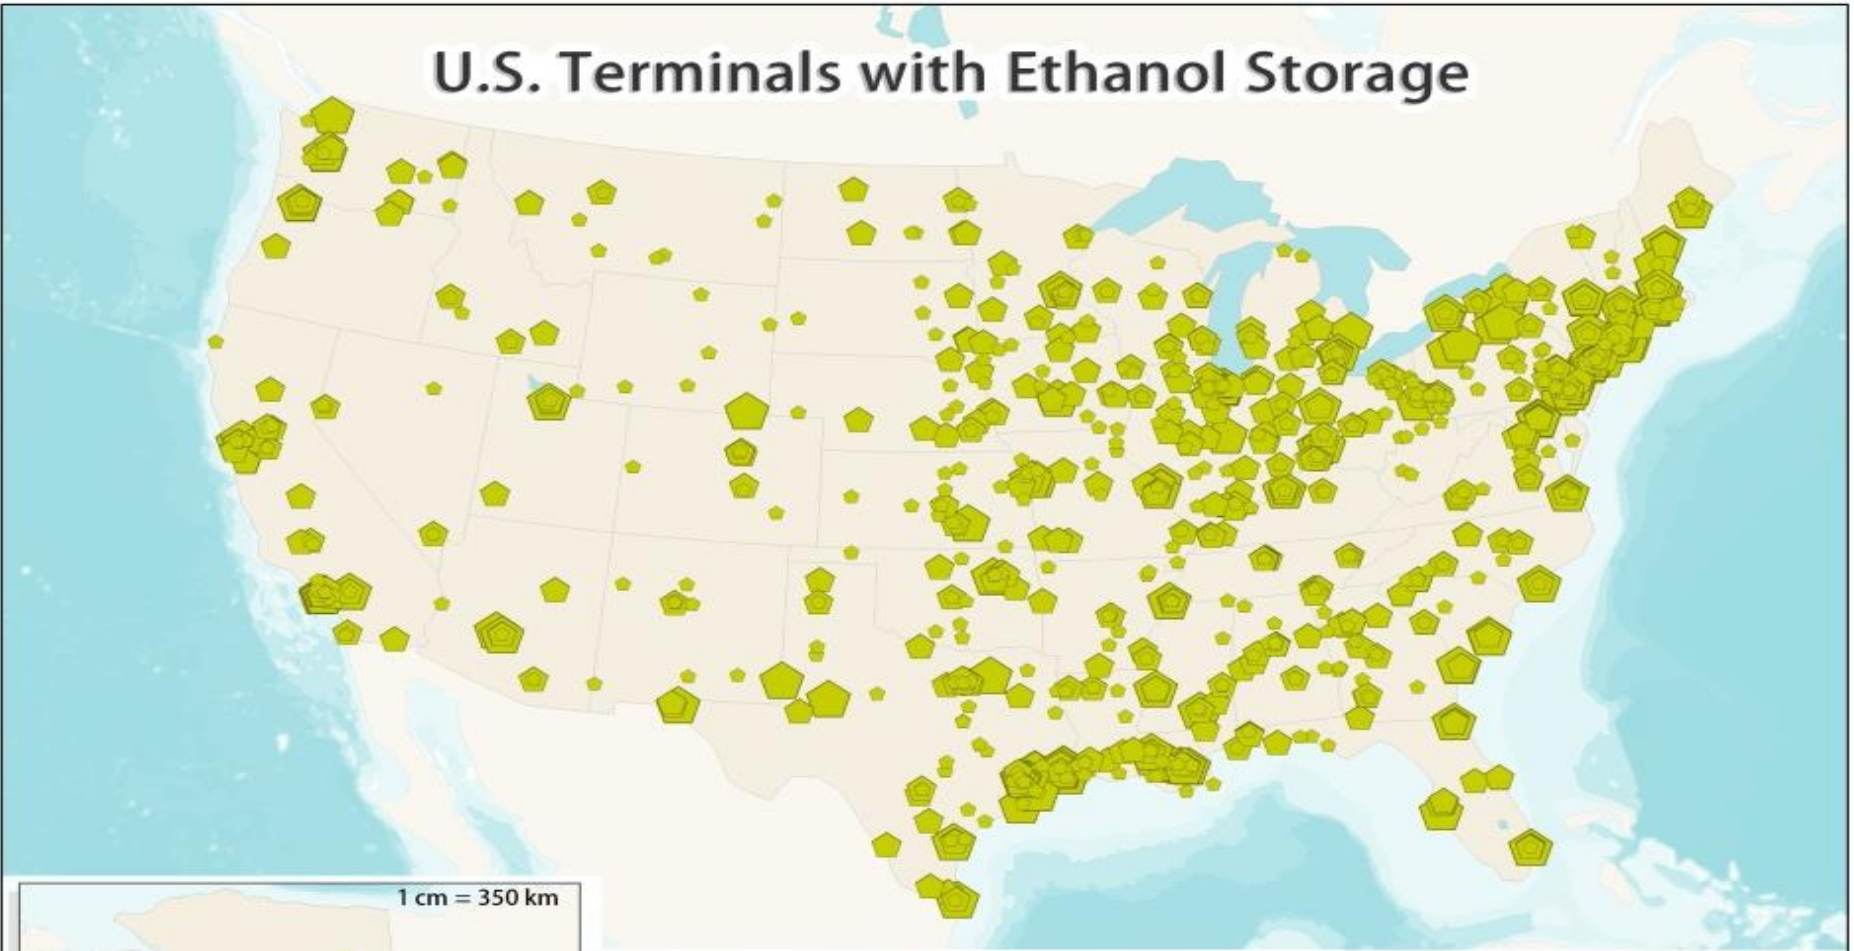 U.S. Terminals with Ethanol Storage
1 cm = 350 km